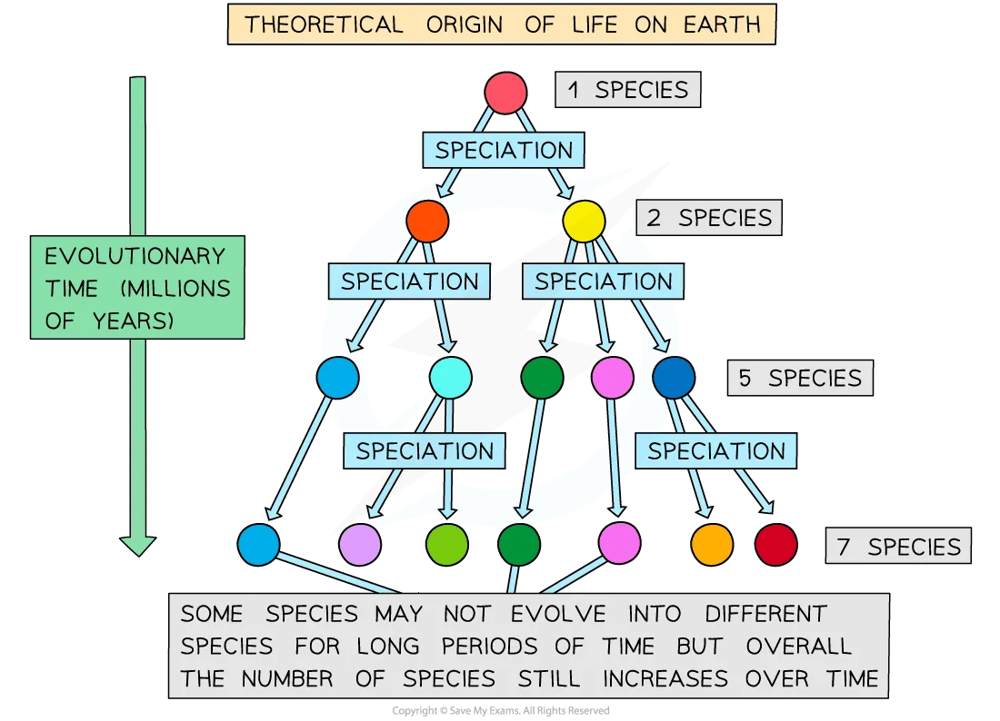 THEORETICAL ORIGIN OF LIFE ON EARTH
1 SPECIES
SPECIATION
2 SPECIES
EVOLUTIONARY
TIME (MILLIONS
OF YEARS)
SPECIATION
SPECIATION
5 SPECIES
SPECIATION
SPECIATION
7 SPECIES
SOME SPECIES MAY NOT EVOLVE INTO DIFFERENT
SPECIES FOR LONG PERIODS OF TIME BUT OVERALL
THE NUMBER OF SPECIES STILL INCREASES OVER TIME
Copyright © Save My Exams. All Rights Reserved